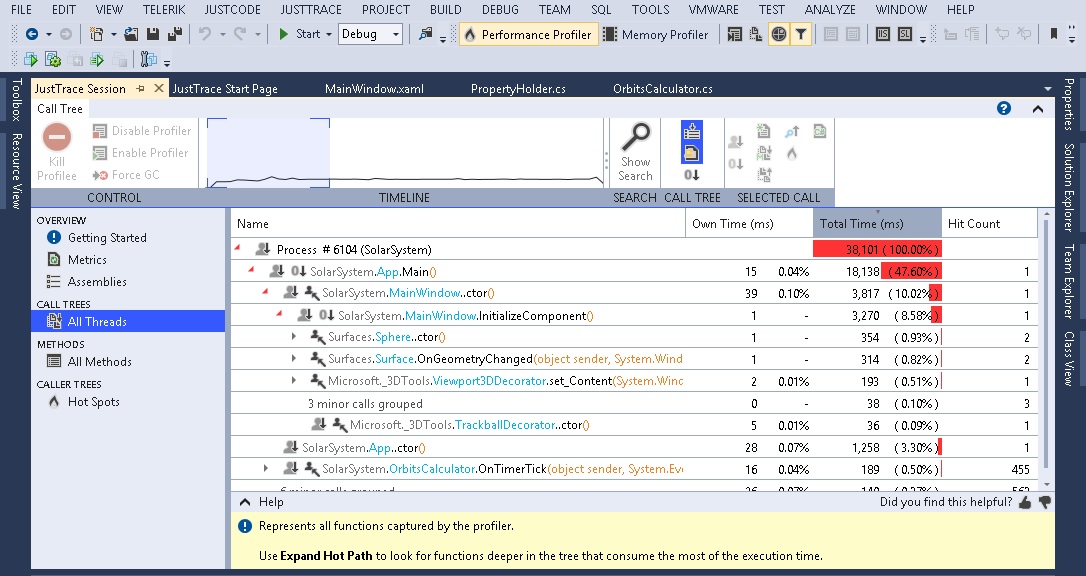 FILE EDIT VIEW TELERIK JUSTCODE JUSTTRACE PROJECT BUILD DEBUG TEAM SQL TOOLS VMWARE TEST ANALYZE WINDOW HELP
Start Debug Performance Profiler Memory Profiler
Toolbox
Resource View
JustTrace Session JustTrace Start Page MainWindow.xaml PropertyHolder.cs OrbitsCalculator.cs
Call Tree
Kill Profilee
Disable Profiler
Enable Profiler
Force GC
Show Search
CONTROL TIMELINE SEARCH CALL TREE SELECTED CALL
OVERVIEW
Getting Started
Metrics
Assemblies
CALL TREES
All Threads
METHODS
All Methods
CALLER TREES
Hot Spots
Name Own Time (ms) Total Time (ms) Hit Count
Process # 6104 (SolarSystem) 38,101 ( 100.00% )
SolarSystem.App.Main() 15 0.04% 18,138 ( 47.60% ) 1
SolarSystem.MainWindow..ctor() 39 0.10% 3,817 ( 10.02% ) 1
SolarSystem.MainWindow.InitializeComponent() 1 - 3,270 ( 8.58% ) 1
Surfaces.Sphere..ctor() 1 - 354 ( 0.93% ) 2
Surfaces.Surface.OnGeometryChanged(object sender, System.Wind 1 - 314 ( 0.82% ) 2
Microsoft._3DTools.Viewport3DDecorator.set_Content(System.Winc 2 0.01% 193 ( 0.51% ) 1
3 minor calls grouped 0 - 38 ( 0.10% ) 3
Microsoft._3DTools.TrackballDecorator..ctor() 5 0.01% 36 ( 0.09% ) 1
SolarSystem.App..ctor() 28 0.07% 1,258 ( 3.30% ) 1
SolarSystem.OrbitsCalculator.OnTimerTick(object sender, System.Eve 16 0.04% 189 ( 0.50% ) 455
6 minor calls grouped
Help Did you find this helpful?
Represents all functions captured by the profiler.
Use Expand Hot Path to look for functions deeper in the tree that consume the most of the execution time.
Properties
Solution Explorer
Team Explorer
Class View